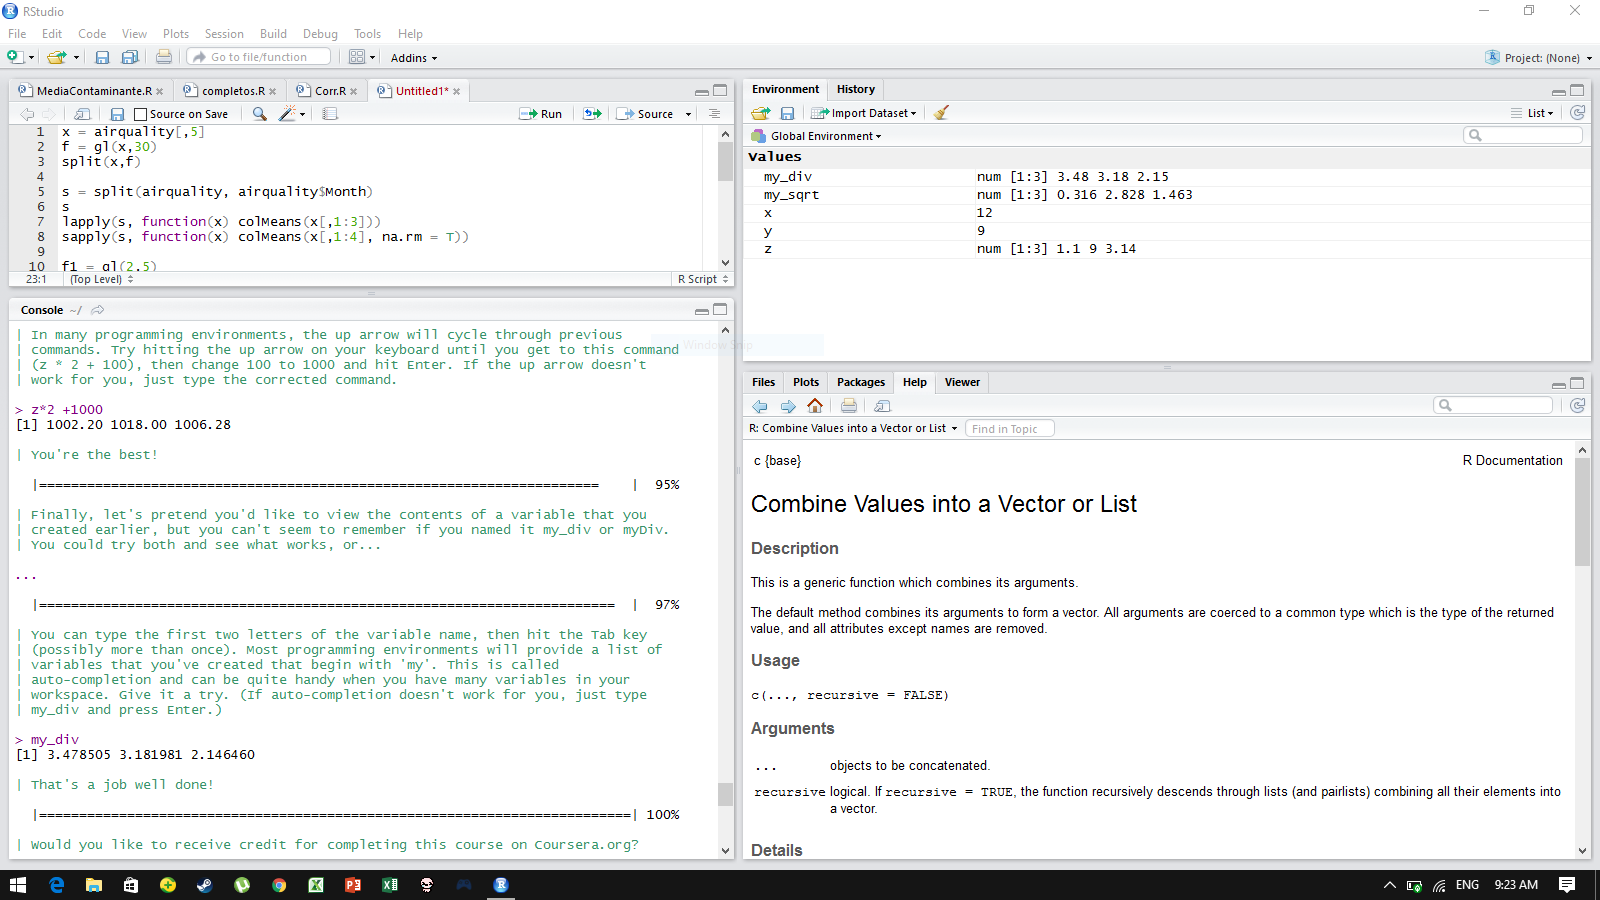 RStudio
File Edit Code View Plots Session Build Debug Tools Help
Go to file/function Addins Project: (None)
MediaContaminante.R completos.R Corr.R Untitled1*
Source on Save Run Source
1 x = airquality[,5]
2 f = gl(x,30)
3 split(x,f)
4
5 s = split(airquality, airquality$Month)
6 s
7 lapply(s, function(x) colMeans(x[,1:3]))
8 sapply(s, function(x) colMeans(x[,1:4], na.rm = T))
9
10 f1 = gl(2,5)
23:1 (Top Level) R Script
Console ~/
| In many programming environments, the up arrow will cycle through previous
| commands. Try hitting the up arrow on your keyboard until you get to this command
| (z * 2 + 100), then change 100 to 1000 and hit Enter. If the up arrow doesn't
| work for you, just type the corrected command.
> z*2 +1000
[1] 1002.20 1018.00 1006.28
| You're the best!
|======================================================================= | 95%
| Finally, let's pretend you'd like to view the contents of a variable that you
| created earlier, but you can't seem to remember if you named it my_div or myDiv.
| You could try both and see what works, or...
...
|========================================================================= | 97%
| You can type the first two letters of the variable name, then hit the Tab key
| (possibly more than once). Most programming environments will provide a list of
| variables that you've created that begin with 'my'. This is called
| auto-completion and can be quite handy when you have many variables in your
| workspace. Give it a try. (If auto-completion doesn't work for you, just type
| my_div and press Enter.)
> my_div
[1] 3.478505 3.181981 2.146460
| That's a job well done!
|===========================================================================| 100%
| Would you like to receive credit for completing this course on Coursera.org?
Environment History
Import Dataset List
Global Environment
Values
my_div num [1:3] 3.48 3.18 2.15
my_sqrt num [1:3] 0.316 2.828 1.463
x 12
y 9
z num [1:3] 1.1 9 3.14
Window Snip
Files Plots Packages Help Viewer
R: Combine Values into a Vector or List Find in Topic
c {base} R Documentation
Combine Values into a Vector or List
Description
This is a generic function which combines its arguments.
The default method combines its arguments to form a vector. All arguments are coerced to a common type which is the type of the returned
value, and all attributes except names are removed.
Usage
c(..., recursive = FALSE)
Arguments
... objects to be concatenated.
recursive logical. If recursive = TRUE, the function recursively descends through lists (and pairlists) combining all their elements into
a vector.
Details
ENG 9:23 AM